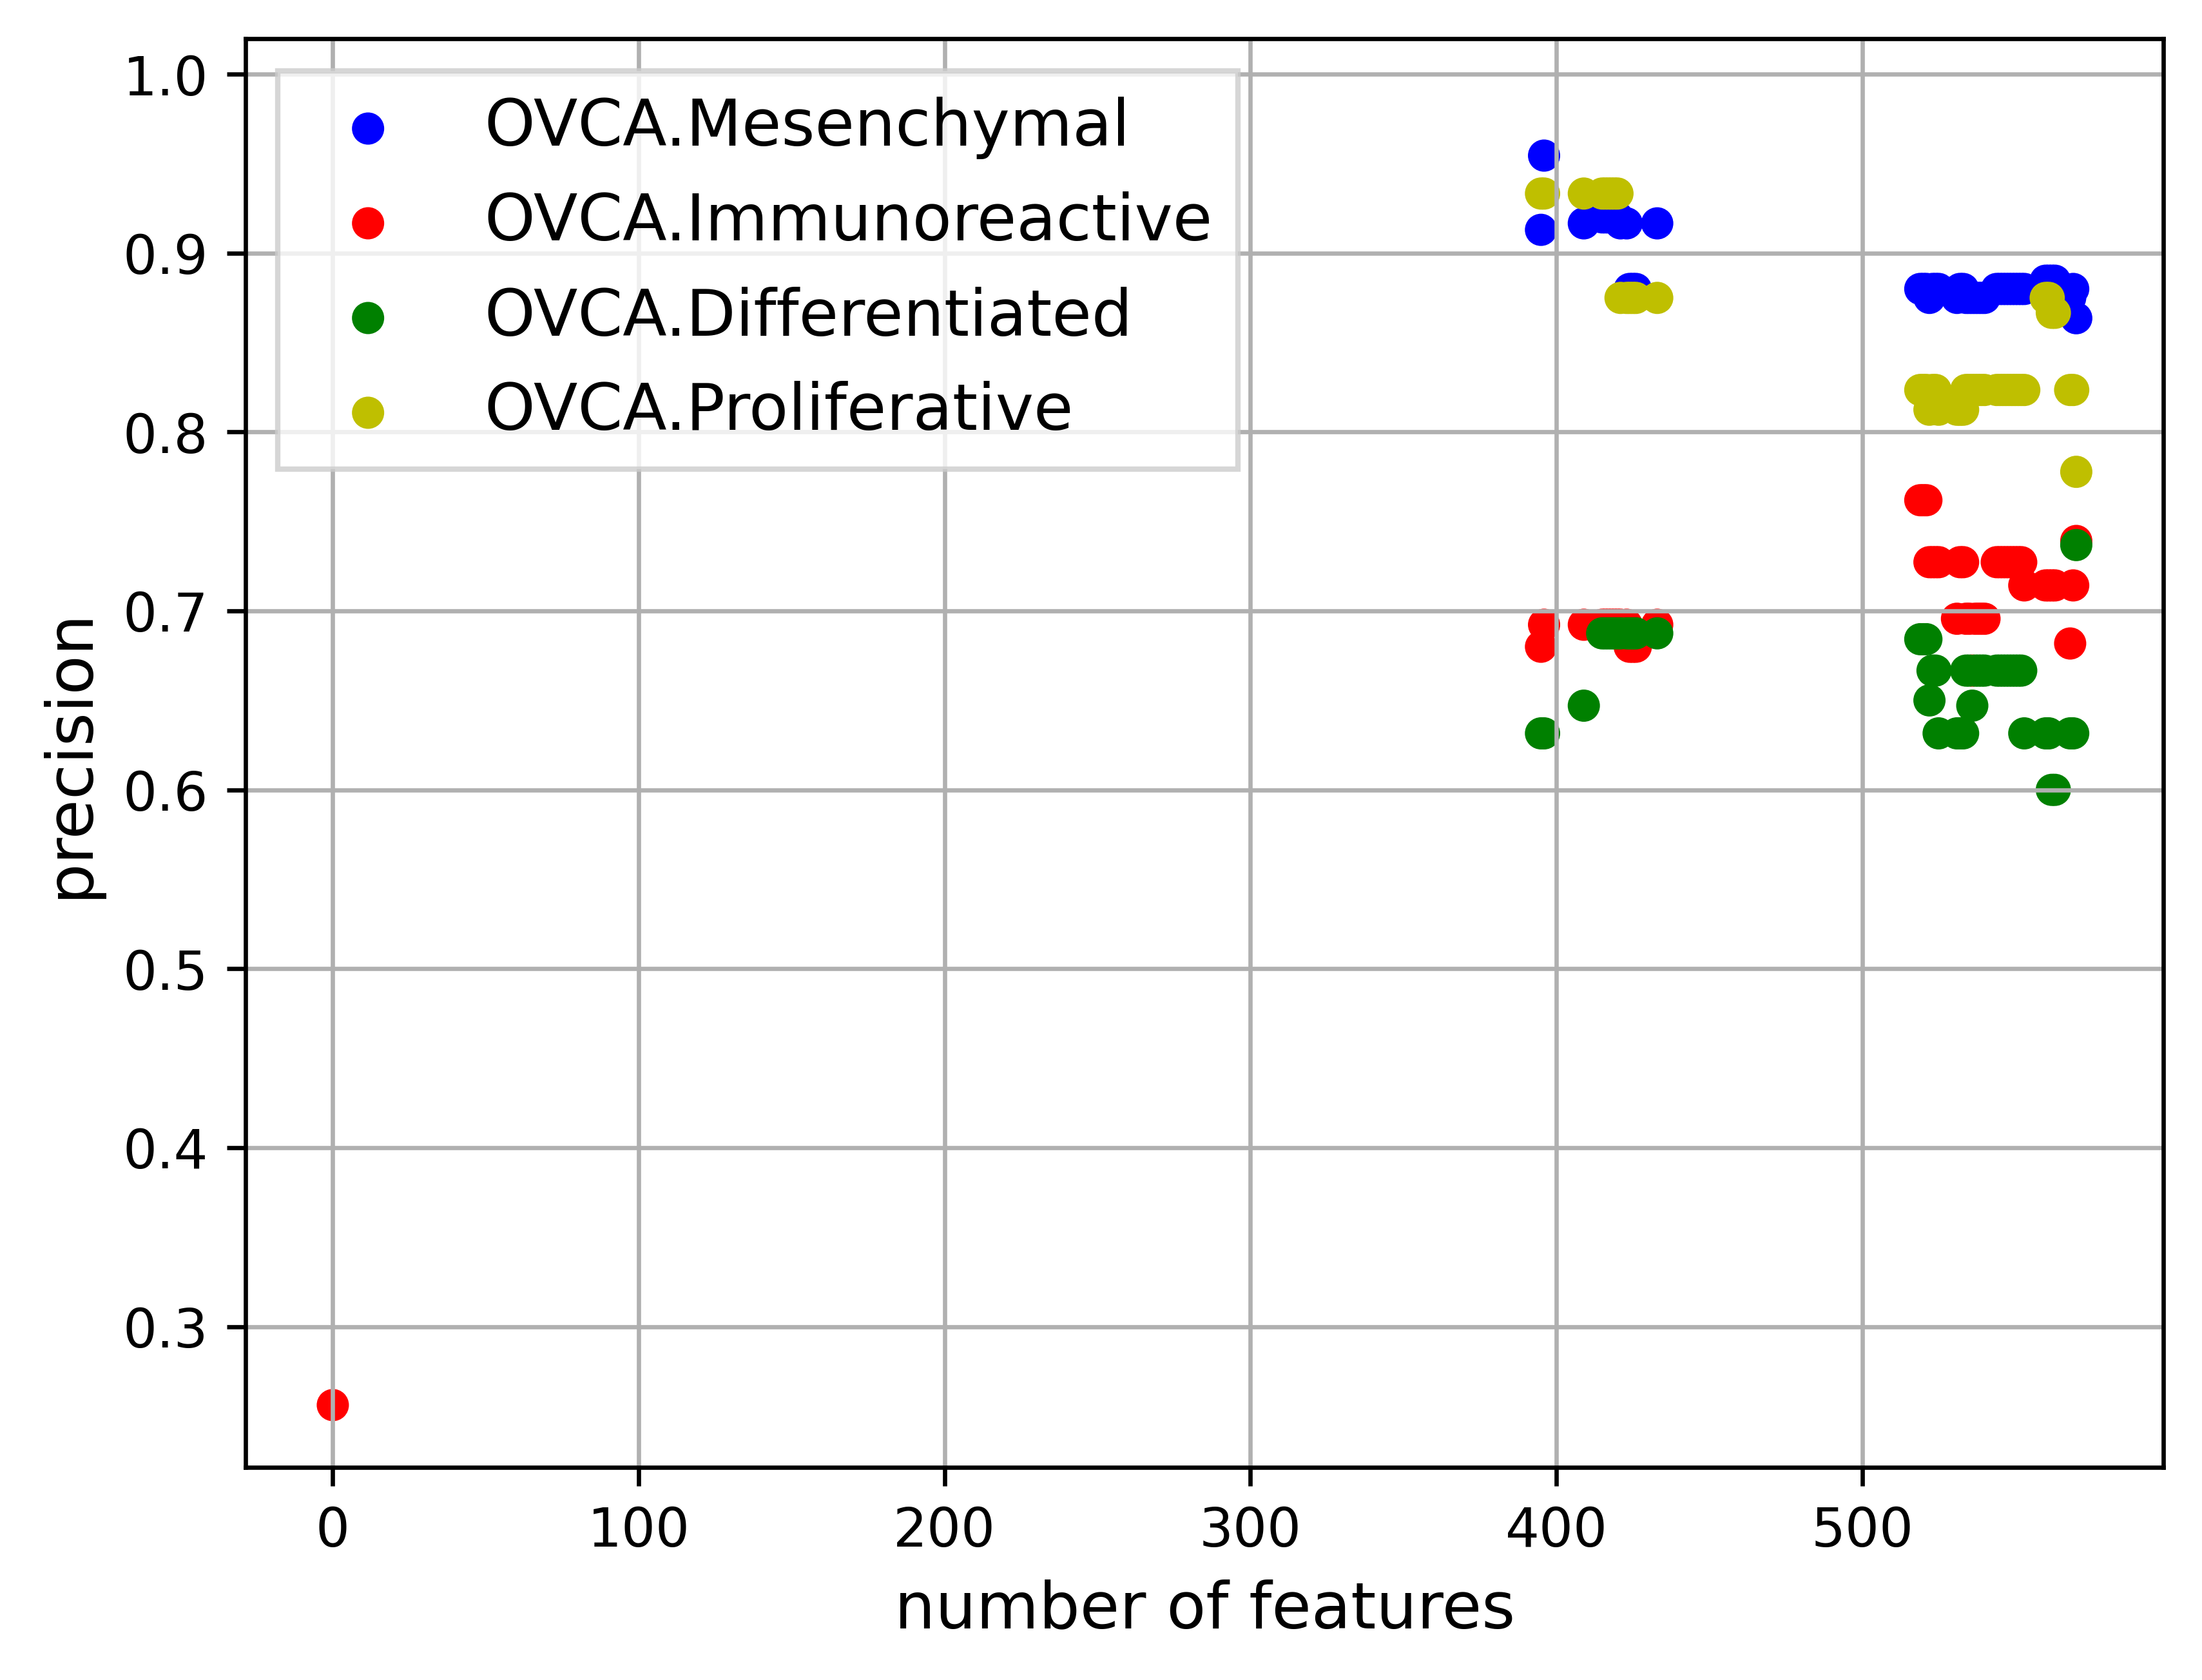 1.0
0.9
0.8
0.7
0.6
0.5
0.4
0.3
precision
OVCA.Mesenchymal
OVCA.Immunoreactive
OVCA.Differentiated
OVCA.Proliferative
0 100 200 300 400 500
number of features